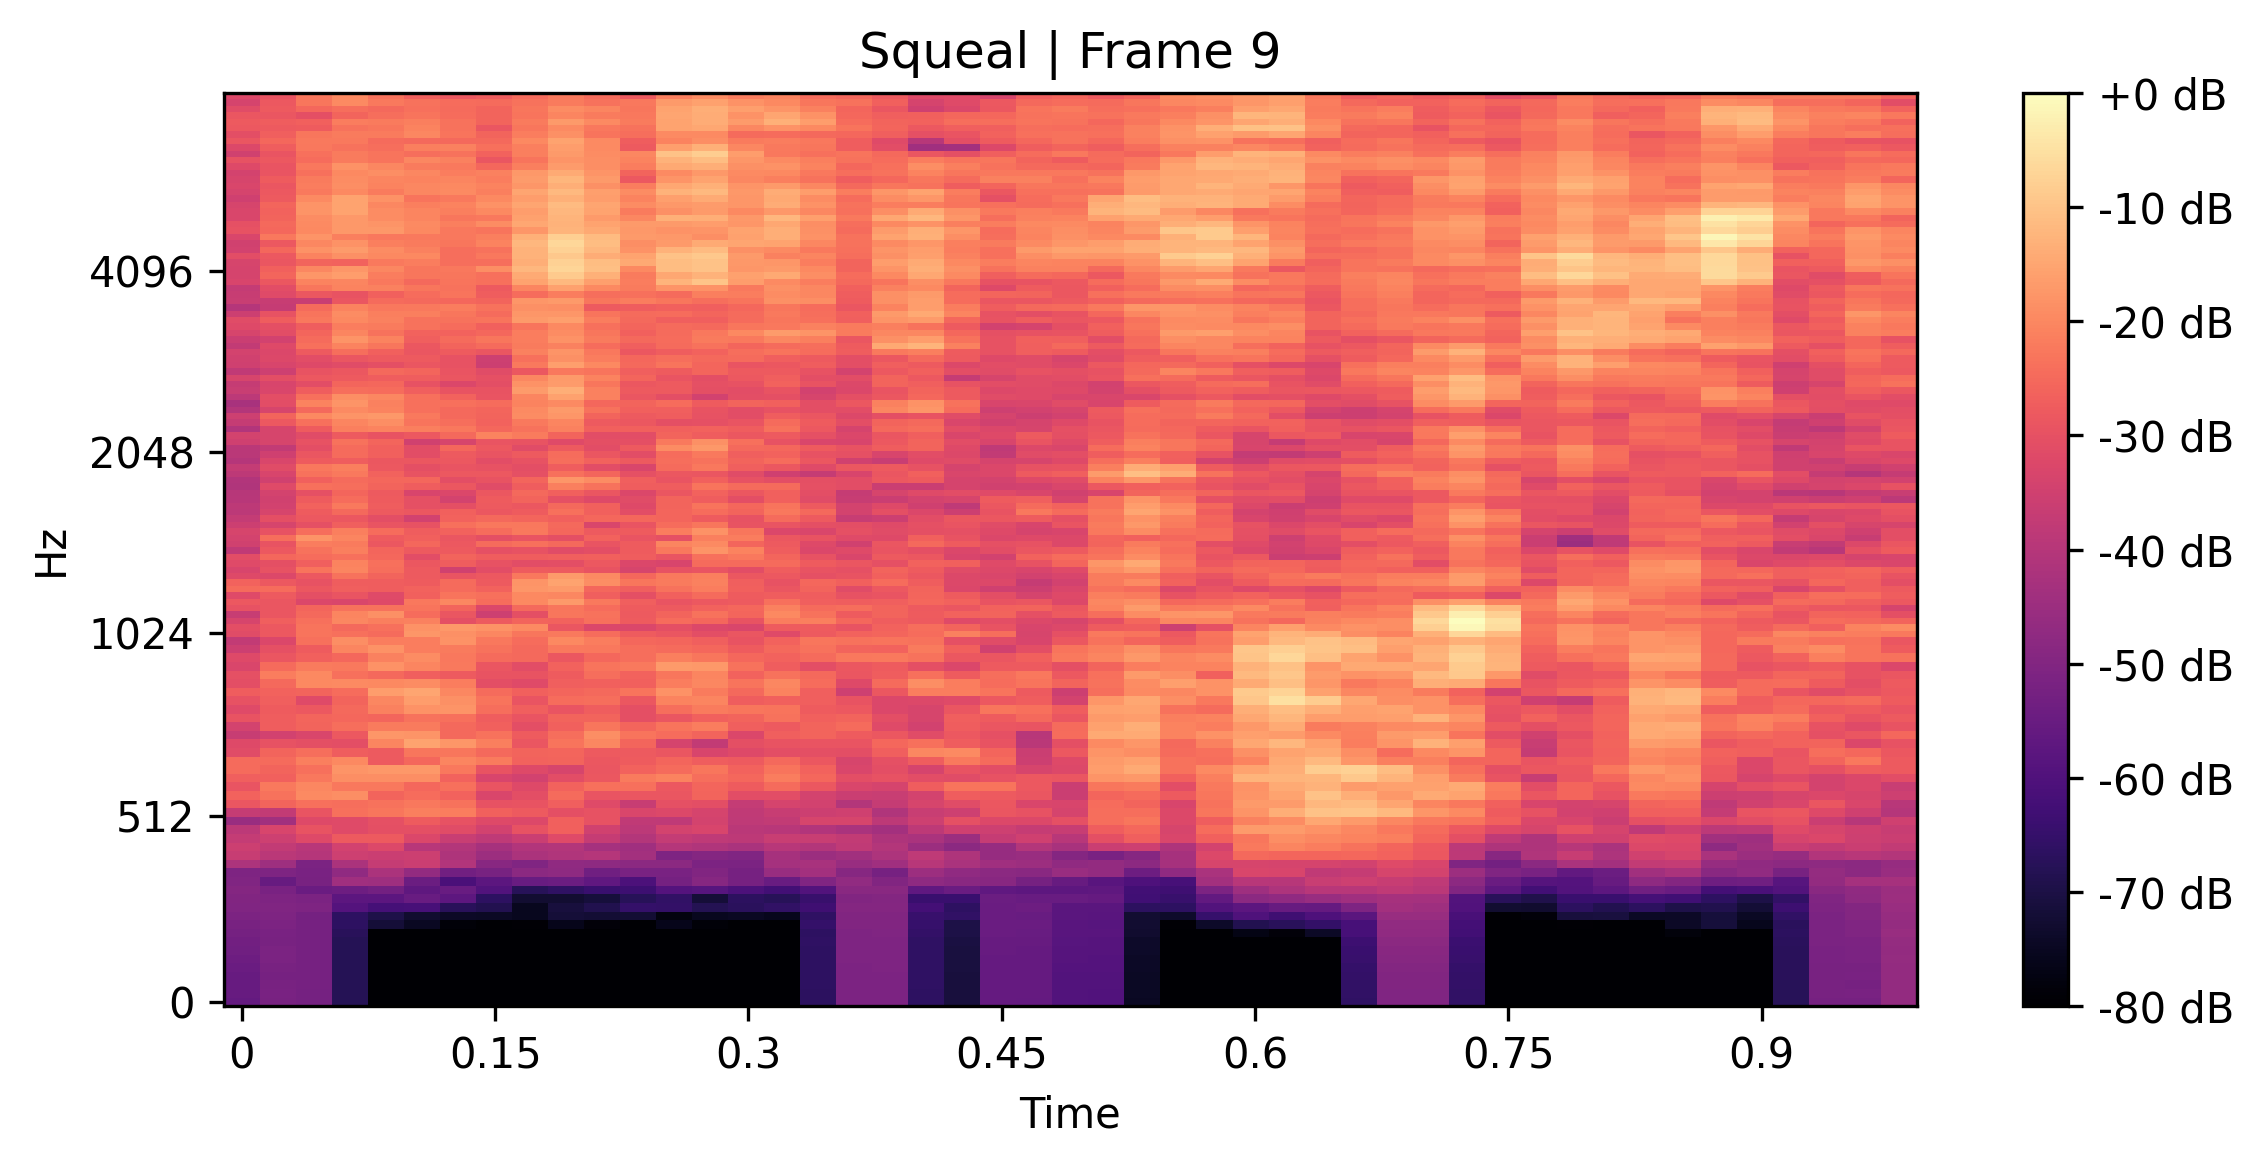 Squeal | Frame 9
Hz
4096
2048
1024
512
0
0 0.15 0.3 0.45 0.6 0.75 0.9
Time
+0 dB
-10 dB
-20 dB
-30 dB
-40 dB
-50 dB
-60 dB
-70 dB
-80 dB